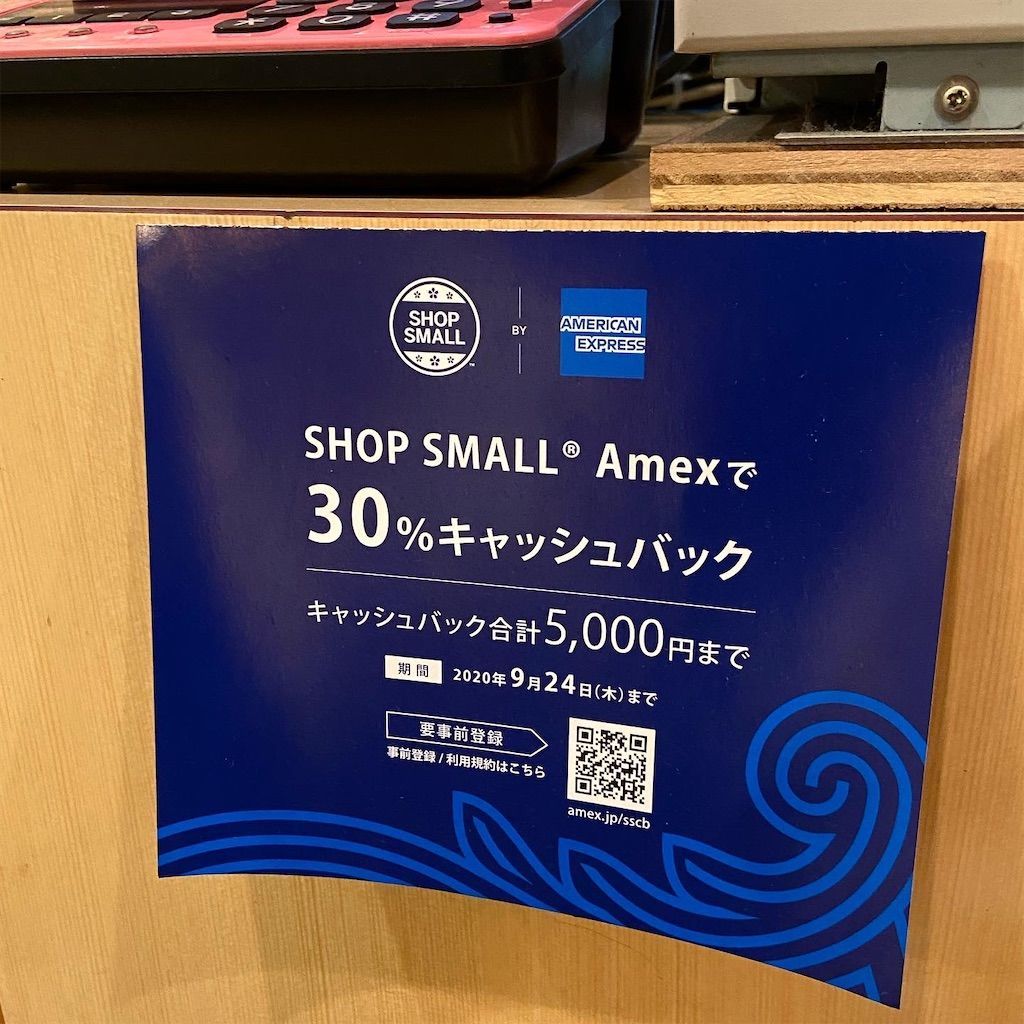 SHOP
SMALL
™
BY
AMERICAN
EXPRESS
SHOP SMALL® Amexで
30%キャッシュバック
キャッシュバック合計5,000円まで
期間 2020年9月24日(木)まで
要事前登録
事前登録/利用規約はこちら
amex.jp/sscb